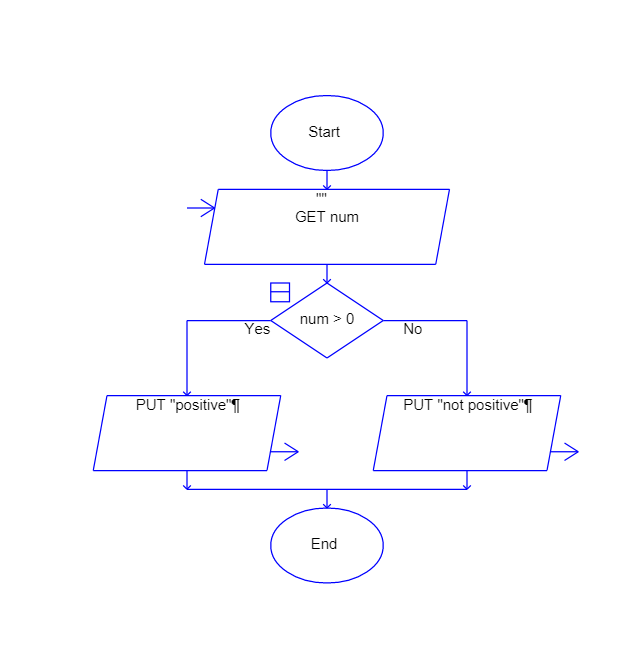 Start
""
GET num
num > 0
Yes
No
PUT "positive"¶
PUT "not positive"¶
End